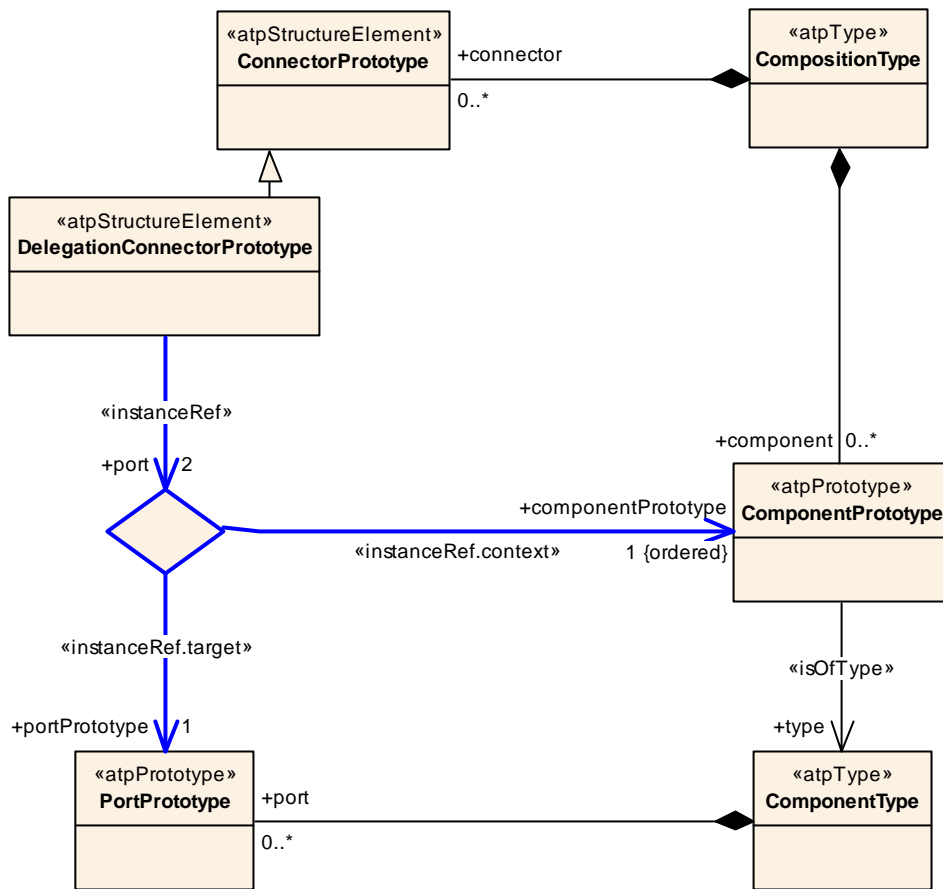 «atpStructureElement»
ConnectorPrototype
+connector
0..*
«atpType»
CompositionType
«atpStructureElement»
DelegationConnectorPrototype
«instanceRef»
+port 2
+component 0..*
«atpPrototype»
ComponentPrototype
+componentPrototype
«instanceRef.context»
1 {ordered}
«instanceRef.target»
«isOfType»
+portPrototype 1
+type
«atpPrototype»
PortPrototype
+port
0..*
«atpType»
ComponentType